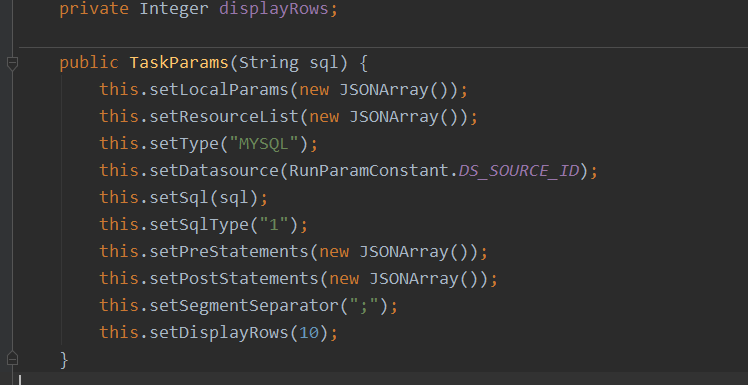 private Integer displayRows;
public TaskParams(String sql) {
this.setLocalParams(new JSONArray());
this.setResourceList(new JSONArray());
this.setType("MYSQL");
this.setDatasource(RunParamConstant.DS_SOURCE_ID);
this.setSql(sql);
this.setSqlType("1");
this.setPreStatements(new JSONArray());
this.setPostStatements(new JSONArray());
this.setSegmentSeparator(";");
this.setDisplayRows(10);
}